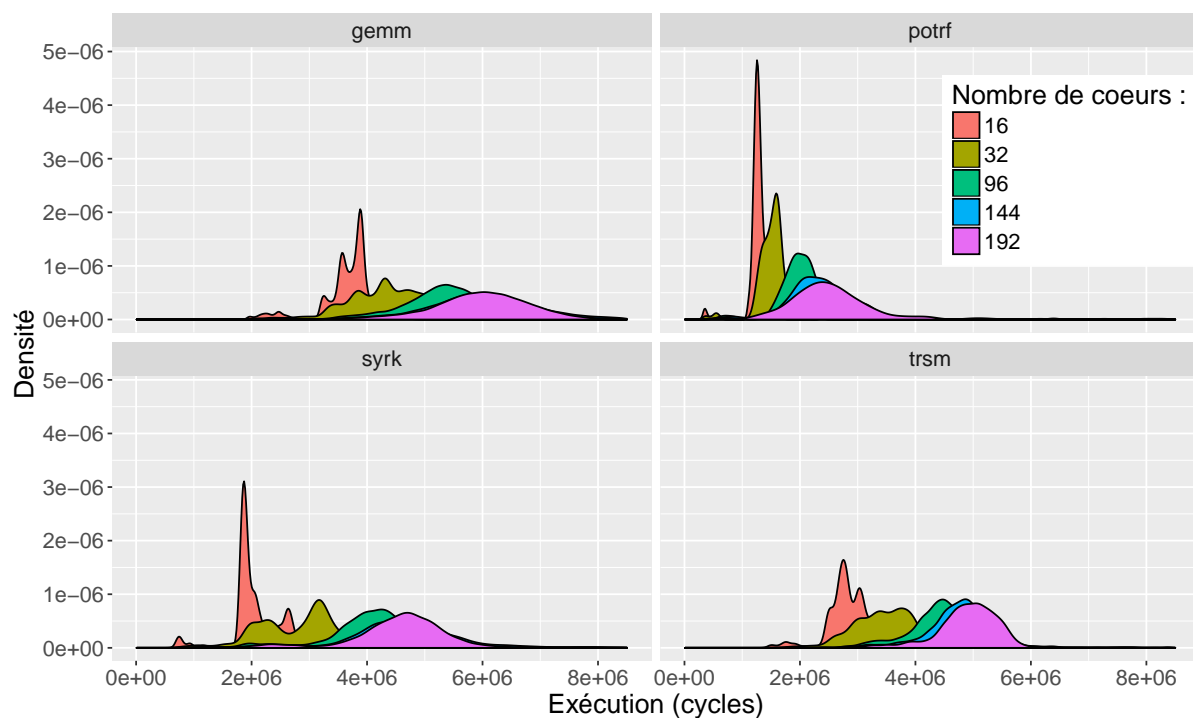 gemm
potrf
5e−06
4e−06
3e−06
2e−06
1e−06
0e+00
Nombre de coeurs :
16
32
96
144
192
Densité
syrk
trsm
5e−06
4e−06
3e−06
2e−06
1e−06
0e+00
0e+00 2e+06 4e+06 6e+06 8e+06
0e+00 2e+06 4e+06 6e+06 8e+06
Exécution (cycles)